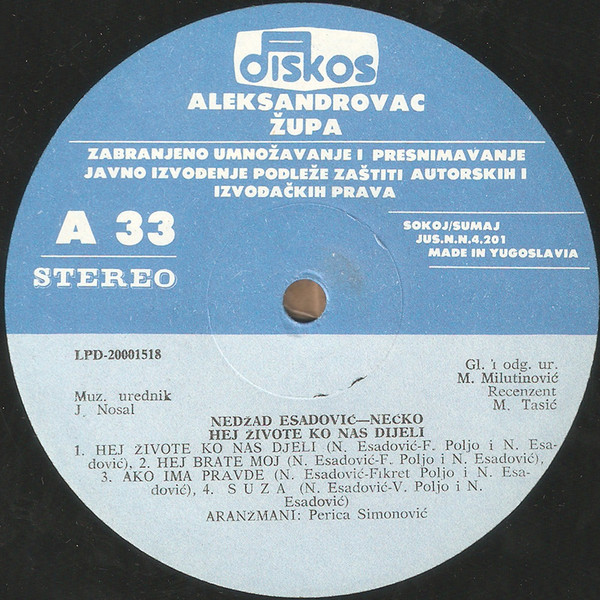 diskos
ALEKSANDROVAC
ŽUPA
ZABRANJENO UMNOŽAVANJE I PRESNIMAVANJE
JAVNO IZVOĐENJE PODLEŽE ZAŠTITI AUTORSKIH I
IZVOĐAČKIH PRAVA
A 33
STEREO
SOKOJ/SUMAJ
JUS.N.N.4.201
MADE IN YUGOSLAVIA
LPD-20001518
Muz. urednik
J. Nosal
Gl. i odg. ur.
M. Milutinović
Recenzent
M. Tasić
NEDŽAD ESADOVIĆ—NEĆKO
HEJ ŽIVOTE KO NAS DIJELI
1. HEJ ŽIVOTE KO NAS DJELI (N. Esadović-F. Poljo i N. Esa-
dović), 2. HEJ BRATE MOJ (N. Esadović-F. Poljo i N. Esadović),
3. AKO IMA PRAVDE (N. Esadović-Fikret Poljo i N. Esa-
dović), 4. SUZA (N. Esadović-V. Poljo i N.
Esadović)
ARANŽMANI: Perica Simonović